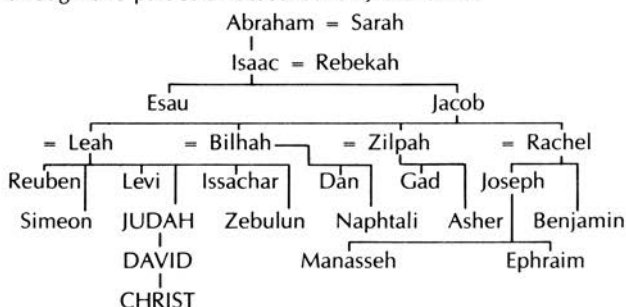 Abraham = Sarah
Isaac = Rebekah
Esau Jacob
= Leah = Bilhah = Zilpah = Rachel
Reuben Levi Issachar Dan Gad Joseph
Simeon JUDAH Zebulun Naphtali Asher Benjamin
DAVID Manasseh Ephraim
CHRIST